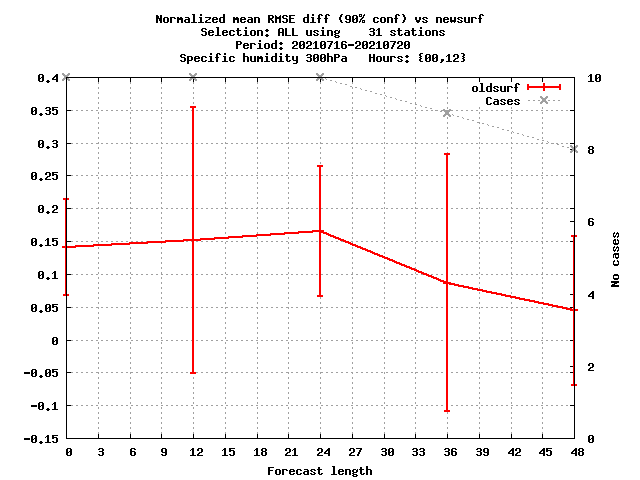 Normalized mean RMSE diff (90% conf) vs newsurf
Selection: ALL using    31 stations
Period: 20210716-20210720
Specific humidity 300hPa   Hours: {00,12}
oldsurf
Cases
0.4
0.35
0.3
0.25
0.2
0.15
0.1
0.05
0
-0.05
-0.1
-0.15
10
8
6
4
2
0
No cases
0 3 6 9 12 15 18 21 24 27 30 33 36 39 42 45 48
Forecast length